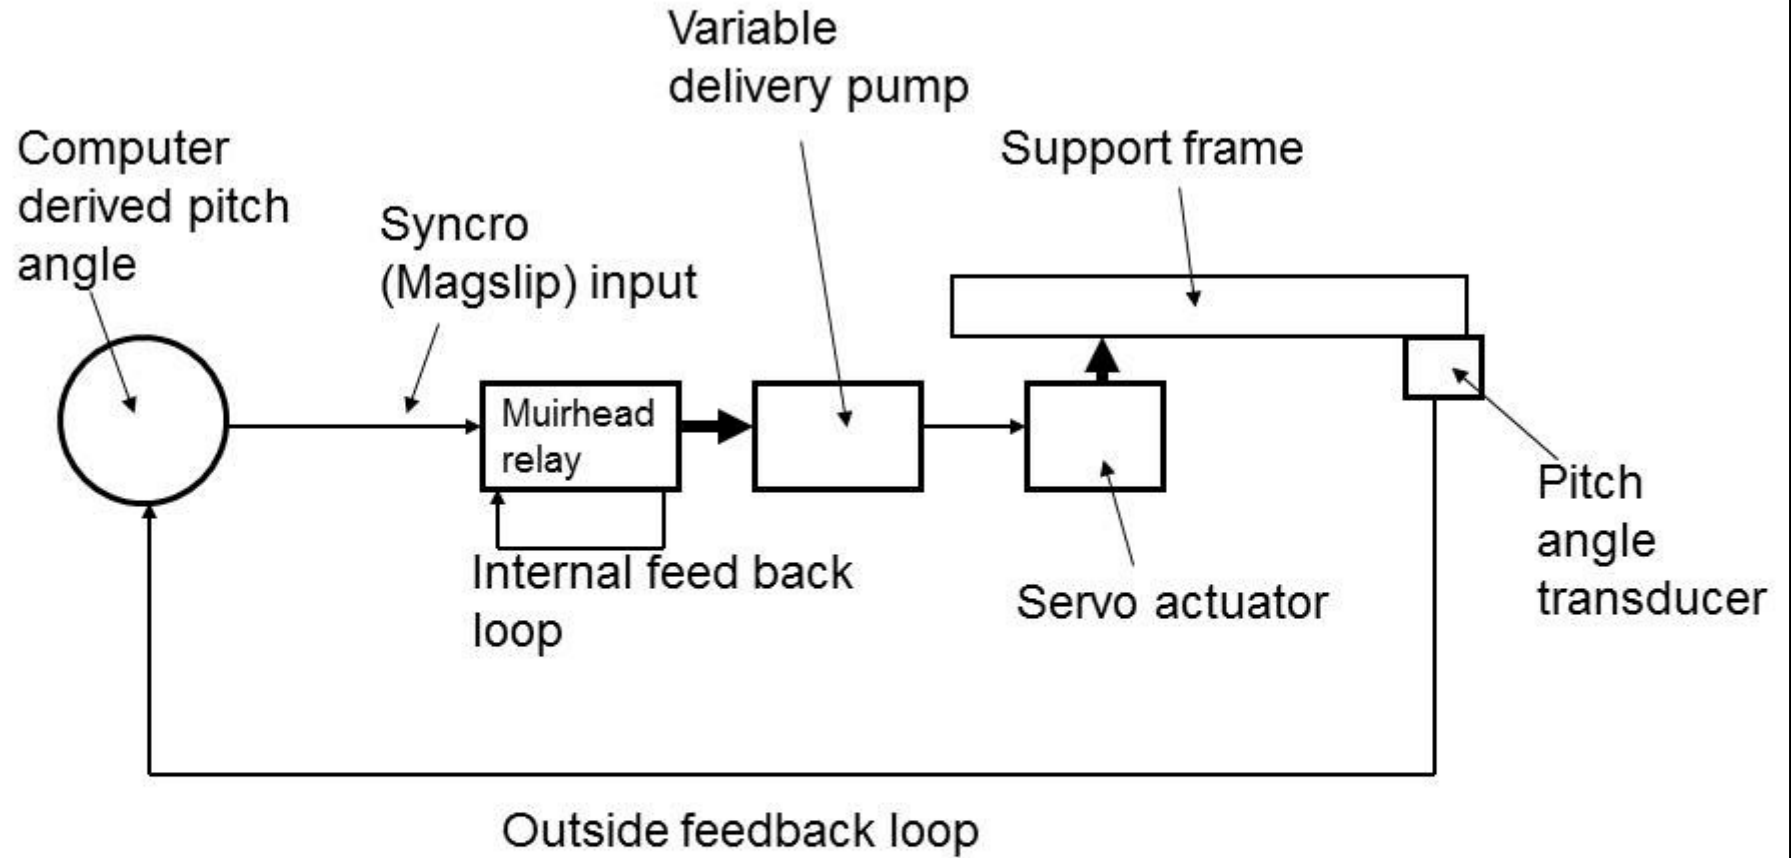 Variable
delivery pump
Computer
derived pitch
angle
Support frame
Syncro
(Magslip) input
Muirhead
relay
Pitch
angle
transducer
Internal feed back
loop
Servo actuator
Outside feedback loop